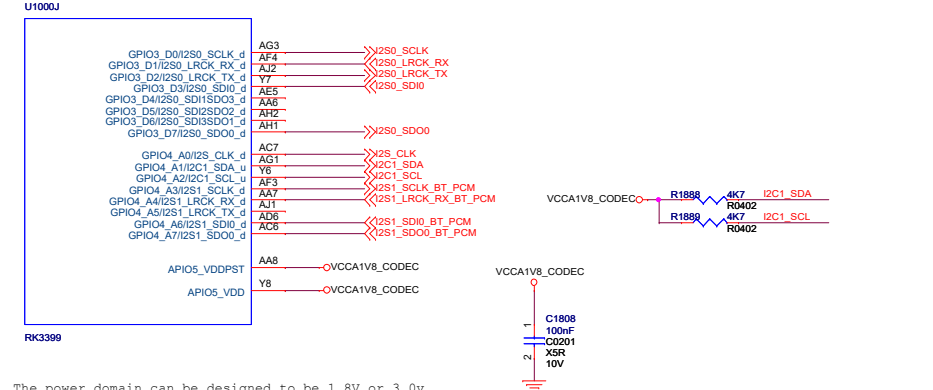 U1000J
GPIO3_D0/I2S0_SCLK_d AG3 I2S0_SCLK
GPIO3_D1/I2S0_LRCK_RX_d AF4 I2S0_LRCK_RX
GPIO3_D2/I2S0_LRCK_TX_d AJ2 I2S0_LRCK_TX
GPIO3_D3/I2S0_SDI0_d Y7 I2S0_SDI0
GPIO3_D4/I2S0_SDI1SDO3_d AE5
GPIO3_D5/I2S0_SDI2SDO2_d AA6
GPIO3_D6/I2S0_SDI3SDO1_d AH2
GPIO3_D7/I2S0_SDO0_d AH1 I2S0_SDO0
GPIO4_A0/I2S_CLK_d AC7 I2S_CLK
GPIO4_A1/I2C1_SDA_u AG1 I2C1_SDA
GPIO4_A2/I2C1_SCL_u Y6 I2C1_SCL
GPIO4_A3/I2S1_SCLK_d AF3 I2S1_SCLK_BT_PCM
GPIO4_A4/I2S1_LRCK_RX_d AA7 I2S1_LRCK_RX_BT_PCM
GPIO4_A5/I2S1_LRCK_TX_d AJ1
GPIO4_A6/I2S1_SDI0_d AD6 I2S1_SDI0_BT_PCM
GPIO4_A7/I2S1_SDO0_d AC6 I2S1_SDO0_BT_PCM
APIO5_VDDPST AA8 VCCA1V8_CODEC
APIO5_VDD Y8 VCCA1V8_CODEC
RK3399
VCCA1V8_CODEC R1888 4K7 I2C1_SDA
R0402
R1889 4K7 I2C1_SCL
R0402
VCCA1V8_CODEC
1
C1808
100nF
C0201
2
X5R
10V
The power domain can be designed to be 1.8V or 3.0v